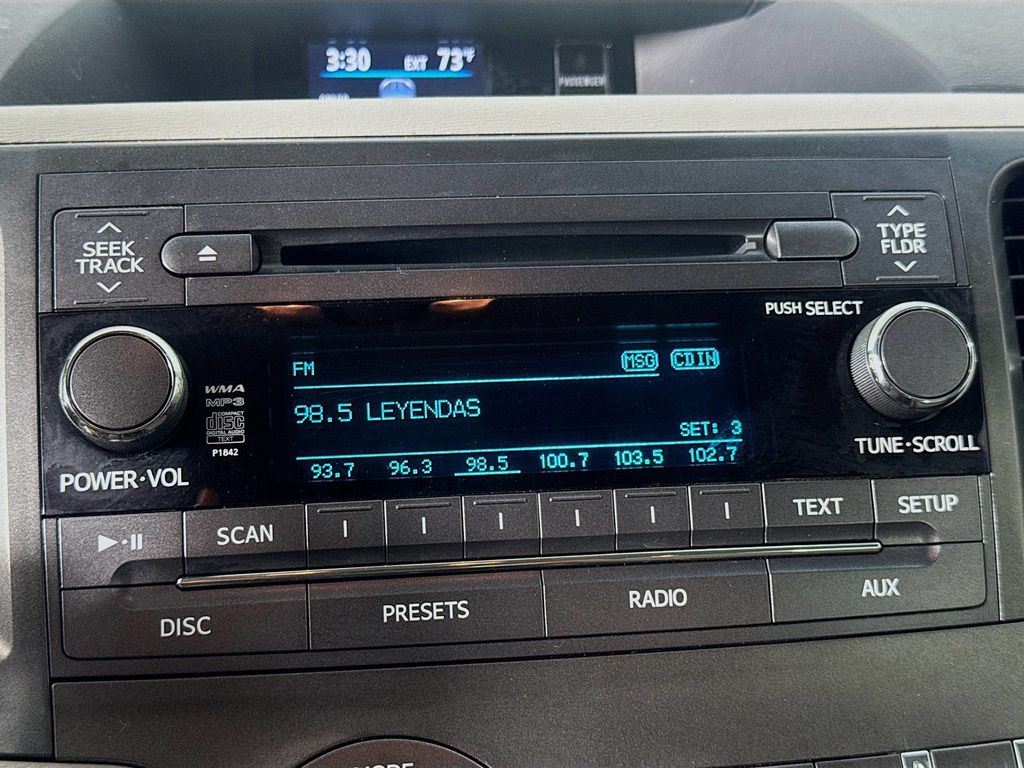 3:30 EXT 73°F
PASSENGER
SEEK
TRACK
TYPE
FLDR
PUSH SELECT
FM MSG CD IN
98.5 LEYENDAS
SET: 3
93.7 96.3 98.5 100.7 103.5 102.7
WMA
MP3
COMPACT
disc
DIGITAL AUDIO
TEXT
P1842
POWER·VOL
TUNE·SCROLL
SCAN
TEXT
SETUP
DISC
PRESETS
RADIO
AUX
MODE